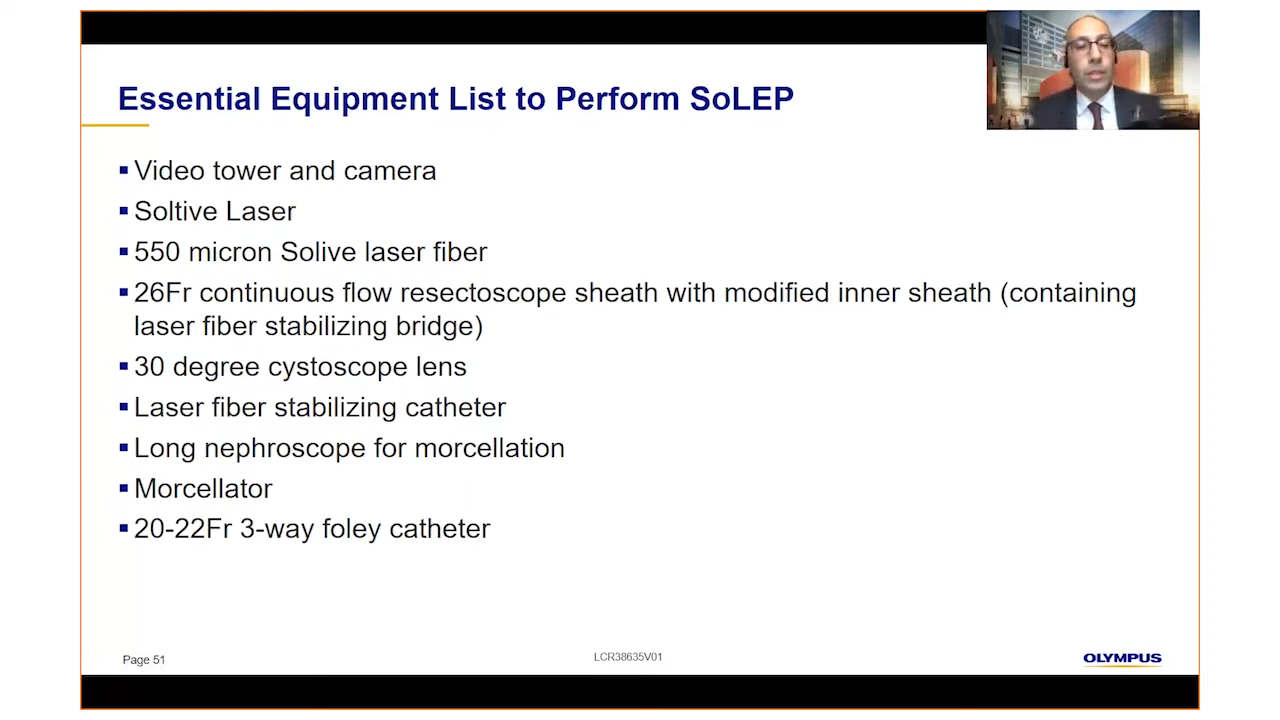 Essential Equipment List to Perform SoLEP
▪ Video tower and camera
▪ Soltive Laser
▪ 550 micron Solive laser fiber
▪ 26Fr continuous flow resectoscope sheath with modified inner sheath (containing
laser fiber stabilizing bridge)
▪ 30 degree cystoscope lens
▪ Laser fiber stabilizing catheter
▪ Long nephroscope for morcellation
▪ Morcellator
▪ 20-22Fr 3-way foley catheter
Page 51
LCR38635V01
OLYMPUS